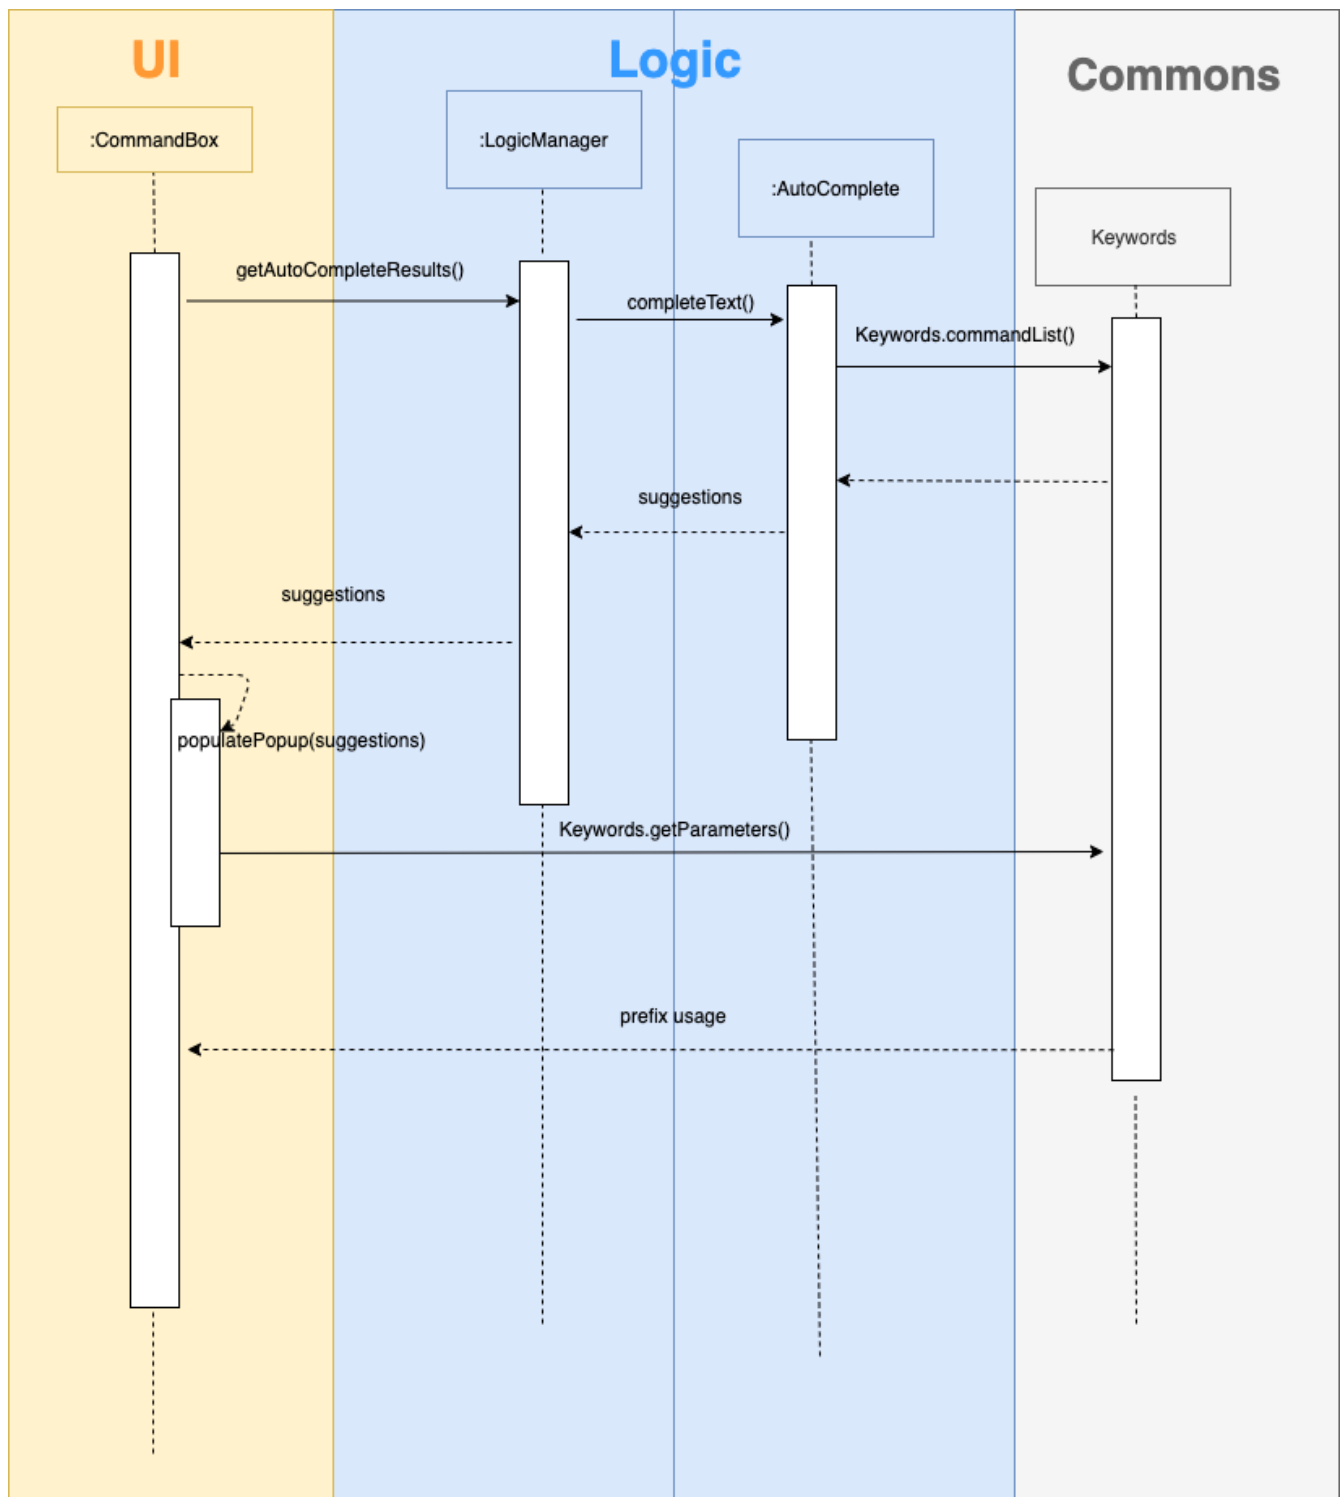 UI
Logic
Commons
:CommandBox
:LogicManager
:AutoComplete
Keywords
getAutoCompleteResults()
completeText()
Keywords.commandList()
suggestions
suggestions
populatePopup(suggestions)
Keywords.getParameters()
prefix usage